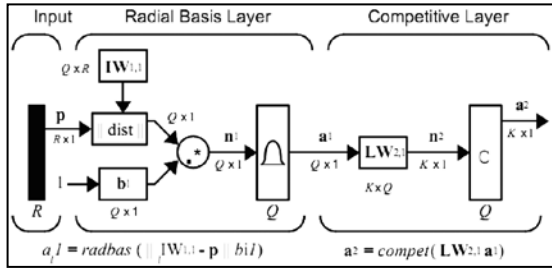 Input Radial Basis Layer Competitive Layer
Q × R IW1,1
p R × 1 || dist || Q × 1
1 b1 Q × 1
.* n1 Q × 1
Q
a1 Q × 1
LW2,1 K × Q
n2 K × 1
C
a2 K × 1
R Q Q
ai1 = radbas ( || iIW1,1 - p || bi1)
a2 = compet( LW2,1 a1)